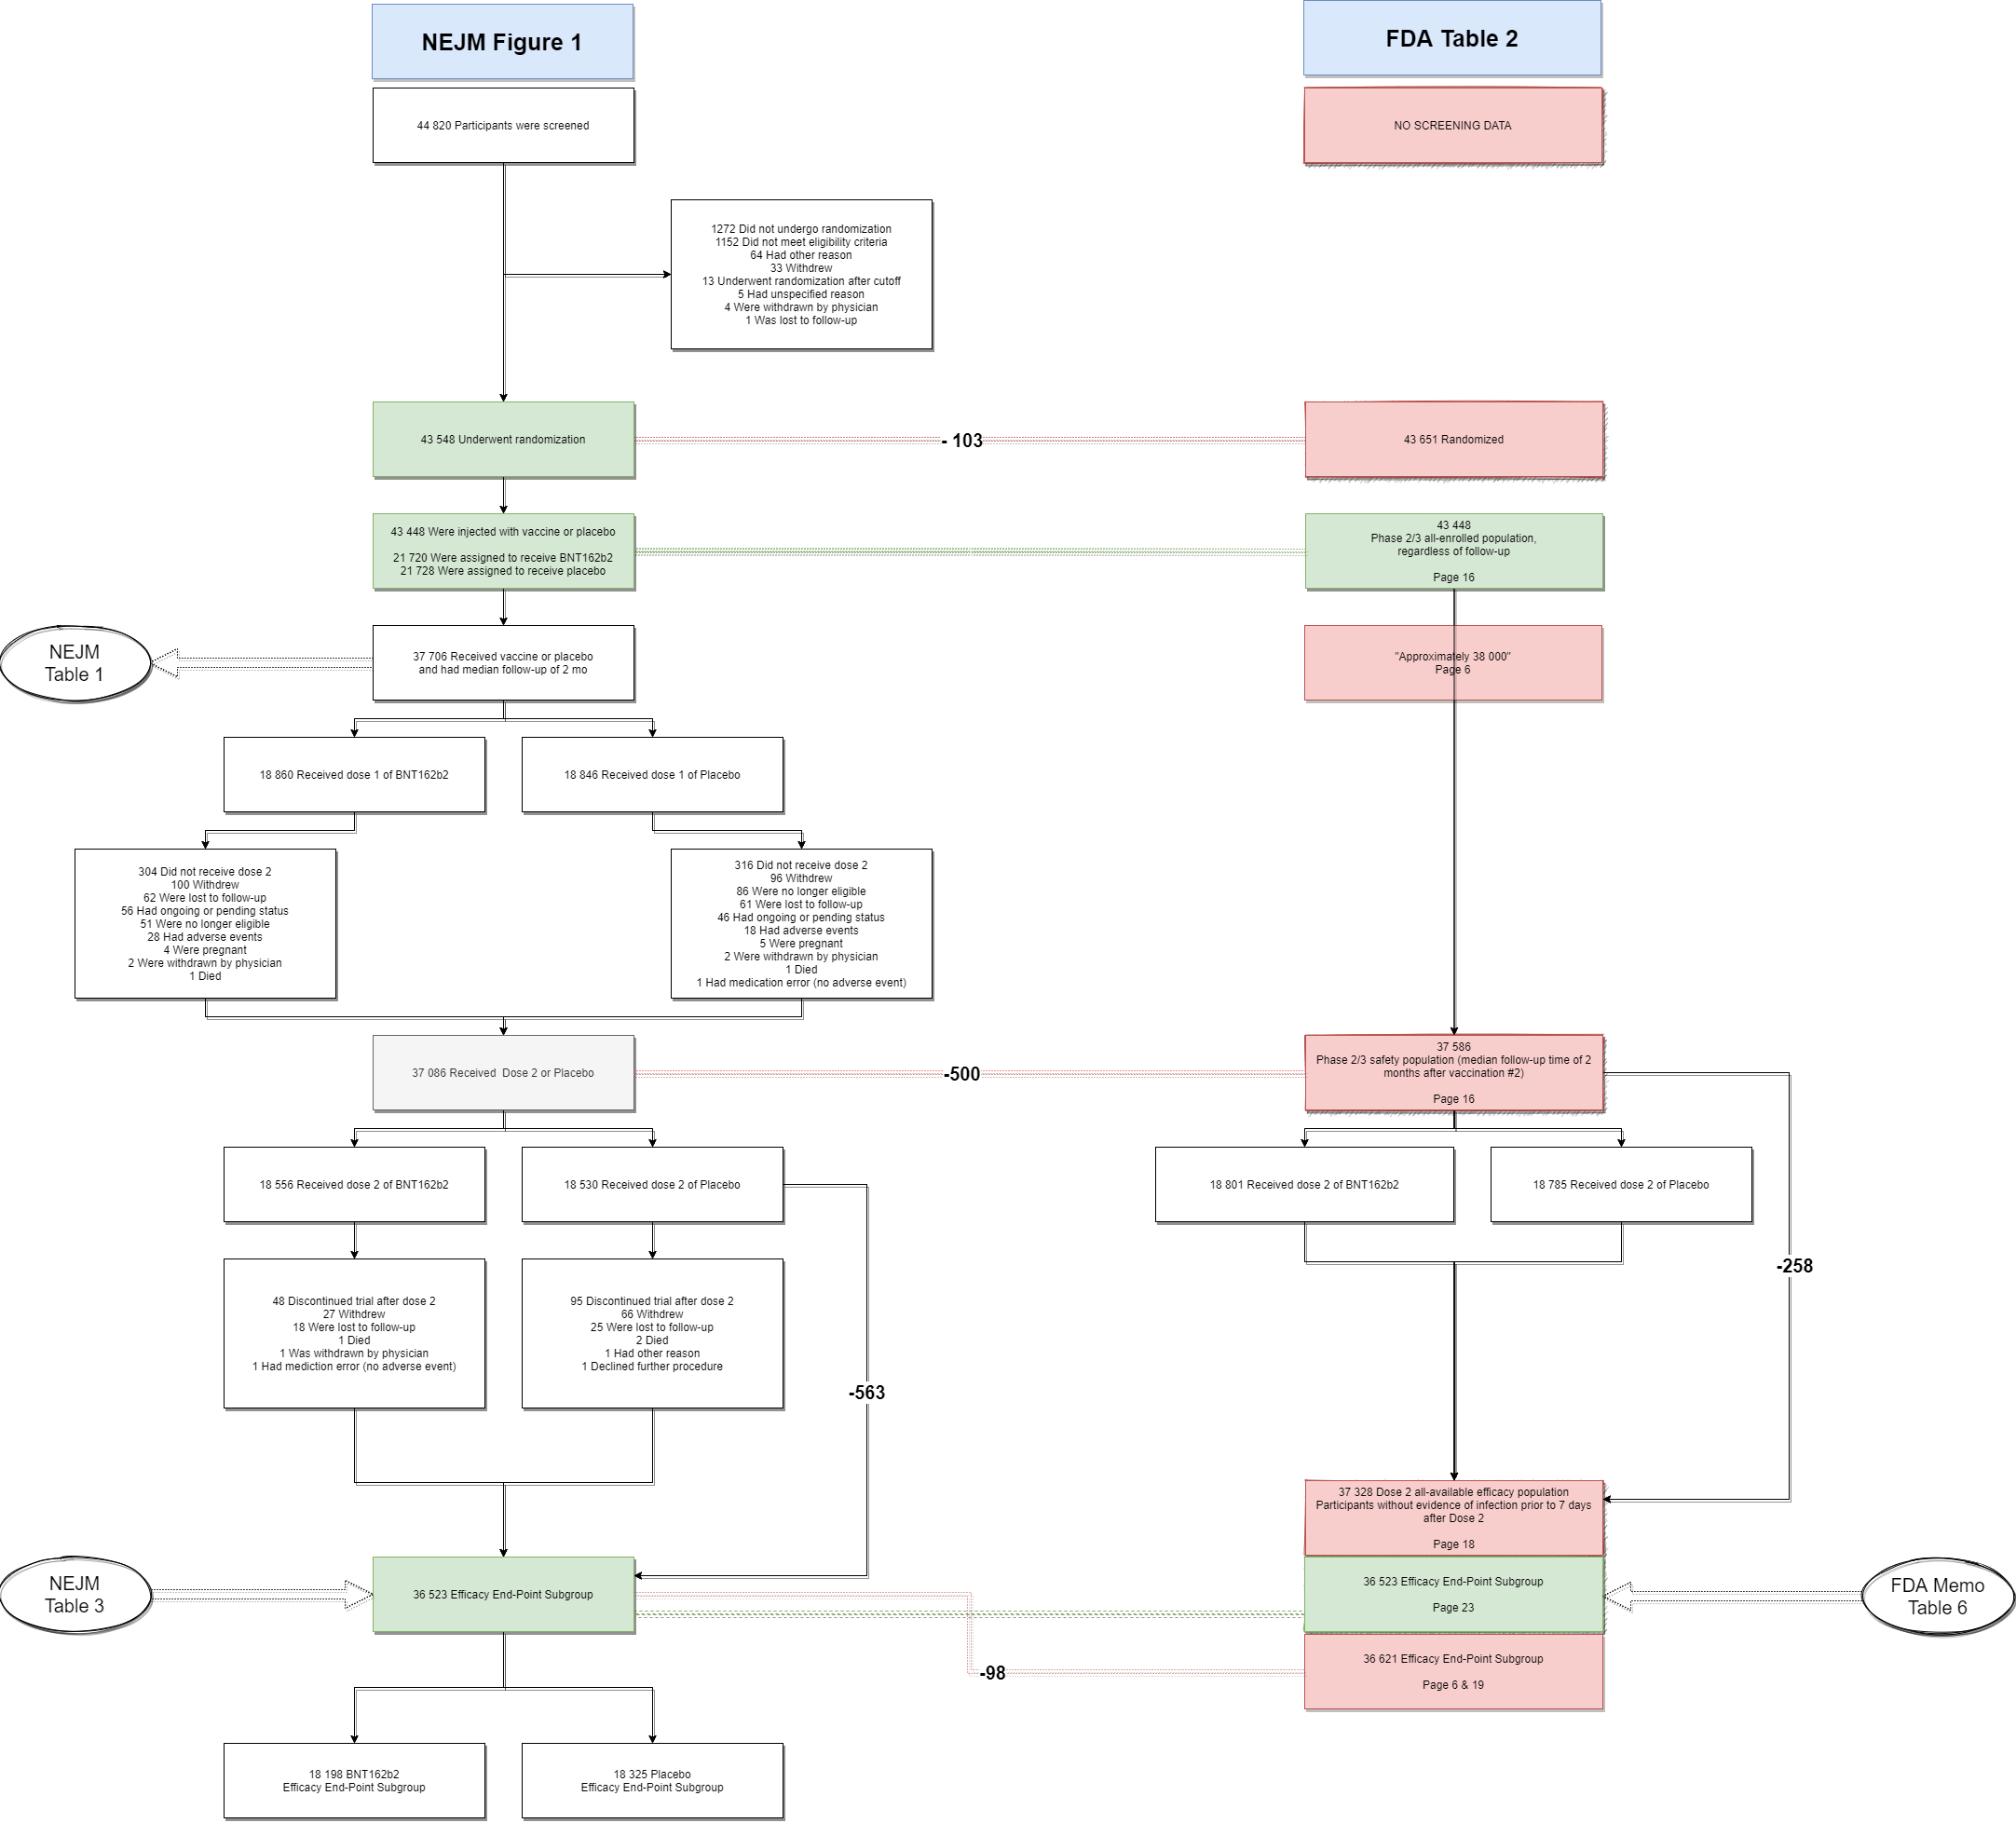 NEJM Figure 1
FDA Table 2
44 820 Participants were screened
NO SCREENING DATA
1272 Did not undergo randomization
1152 Did not meet eligibility criteria
64 Had other reason
33 Withdrew
13 Underwent randomization after cutoff
5 Had unspecified reason
4 Were withdrawn by physician
1 Was lost to follow-up
43 548 Underwent randomization
- 103
43 651 Randomized
43 448 Were injected with vaccine or placebo
21 720 Were assigned to receive BNT162b2
21 728 Were assigned to receive placebo
43 448
Phase 2/3 all-enrolled population,
regardless of follow-up
Page 16
NEJM
Table 1
37 706 Received vaccine or placebo
and had median follow-up of 2 mo
"Approximately 38 000"
Page 6
18 860 Received dose 1 of BNT162b2
18 846 Received dose 1 of Placebo
304 Did not receive dose 2
100 Withdrew
62 Were lost to follow-up
56 Had ongoing or pending status
51 Were no longer eligible
28 Had adverse events
4 Were pregnant
2 Were withdrawn by physician
1 Died
316 Did not receive dose 2
96 Withdrew
86 Were no longer eligible
61 Were lost to follow-up
46 Had ongoing or pending status
18 Had adverse events
5 Were pregnant
2 Were withdrawn by physician
1 Died
1 Had medication error (no adverse event)
37 086 Received  Dose 2 or Placebo
-500
37 586
Phase 2/3 safety population (median follow-up time of 2
months after vaccination #2)
Page 16
18 556 Received dose 2 of BNT162b2
18 530 Received dose 2 of Placebo
18 801 Received dose 2 of BNT162b2
18 785 Received dose 2 of Placebo
-258
48 Discontinued trial after dose 2
27 Withdrew
18 Were lost to follow-up
1 Died
1 Was withdrawn by physician
1 Had mediction error (no adverse event)
95 Discontinued trial after dose 2
66 Withdrew
25 Were lost to follow-up
2 Died
1 Had other reason
1 Declined further procedure
-563
37 328 Dose 2 all-available efficacy population
Participants without evidence of infection prior to 7 days
after Dose 2
Page 18
NEJM
Table 3
36 523 Efficacy End-Point Subgroup
36 523 Efficacy End-Point Subgroup
Page 23
FDA Memo
Table 6
-98
36 621 Efficacy End-Point Subgroup
Page 6 & 19
18 198 BNT162b2
Efficacy End-Point Subgroup
18 325 Placebo
Efficacy End-Point Subgroup